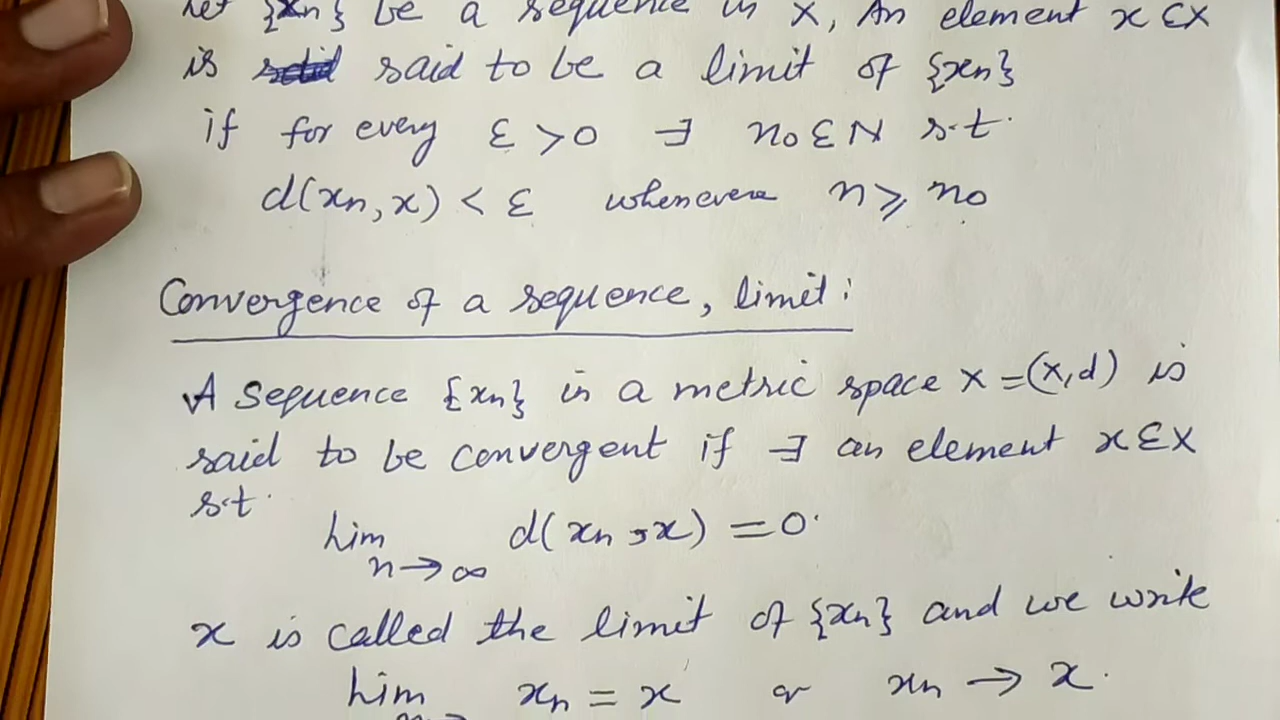 Let {xn} be a sequence in X, An element x ∈ X
is said to be a limit of {xn}
if for every ε > 0 ∃ n₀ ∈ N s.t.
d(xn, x) < ε whenevere n ≥ n₀
Convergence of a sequence, limit:
A sequence {xn} in a metric space X = (X, d) is
said to be convergent if ∃ an element x ∈ X
s.t.
lim d(xn, x) = 0.
n → ∞
x is called the limit of {xn} and we write
lim xn = x or xn → x.